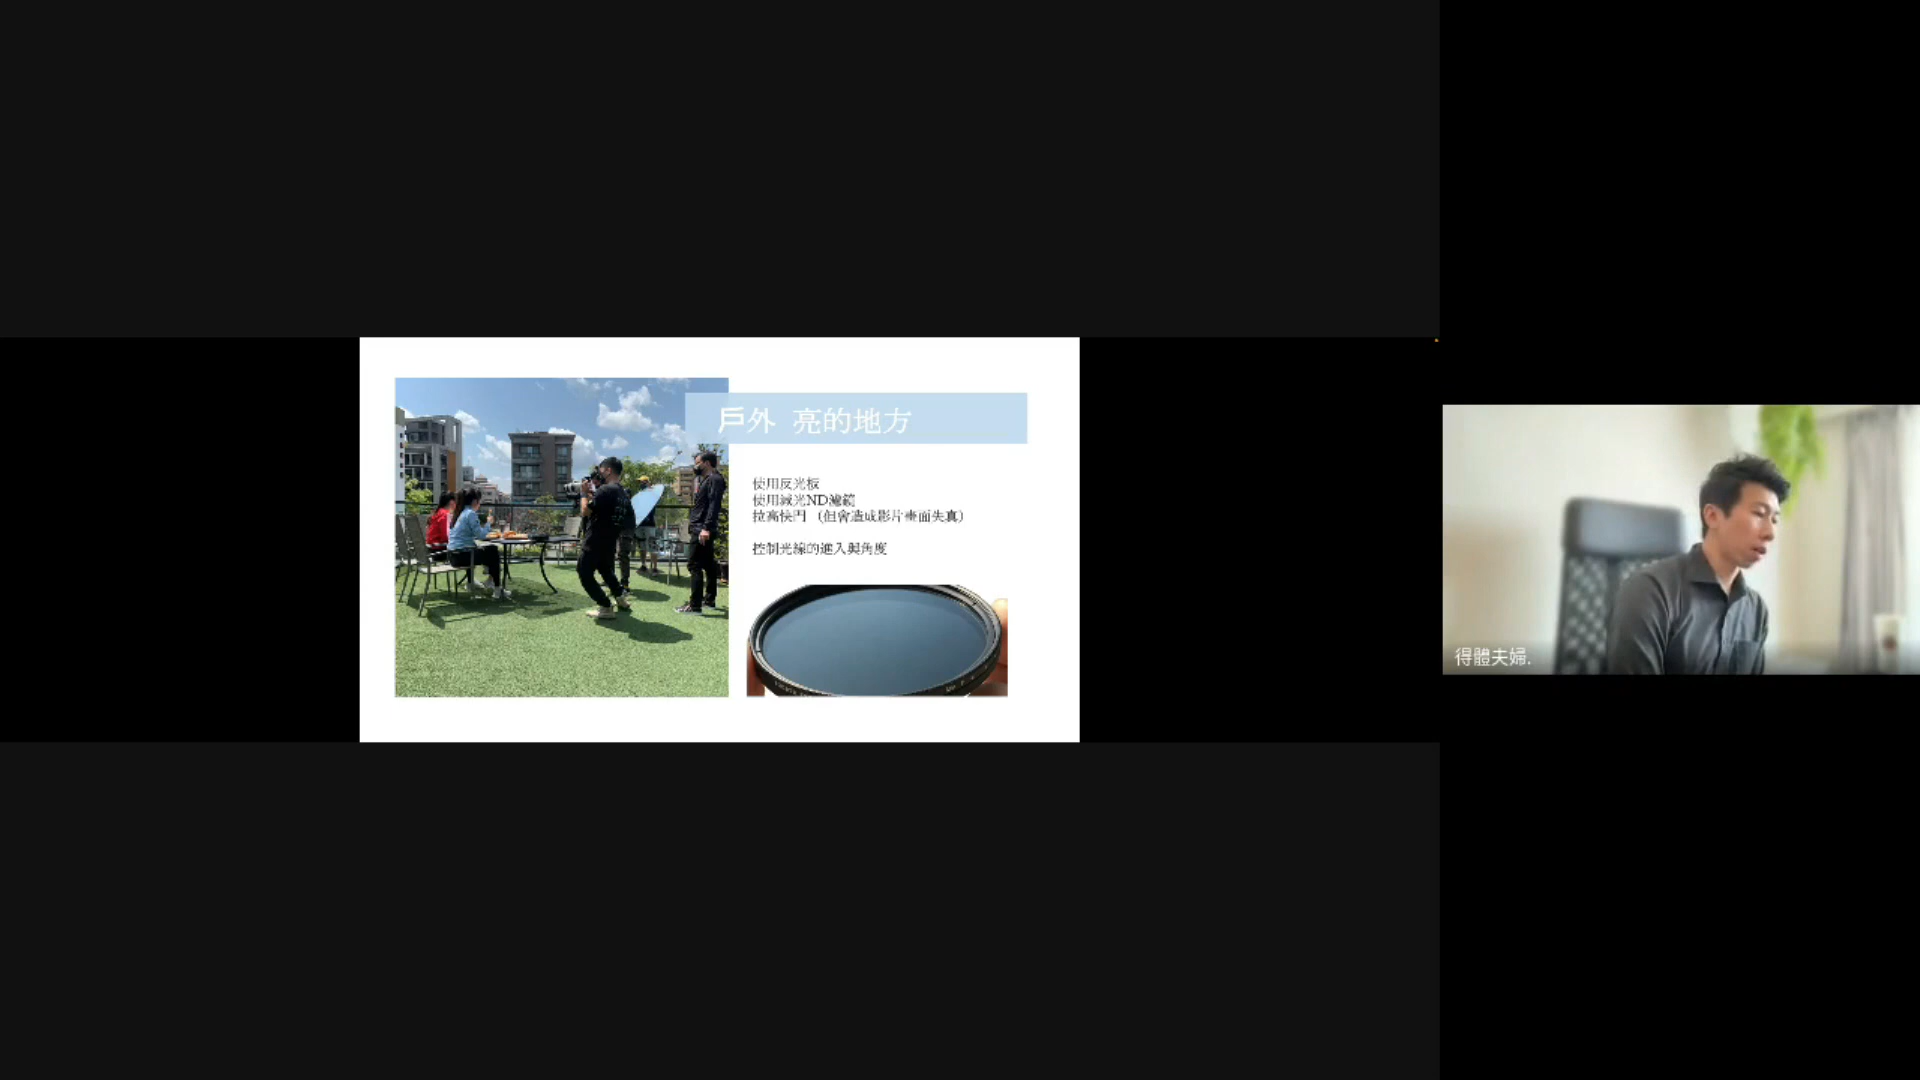 戶外 亮的地方
使用反光板
使用減光ND濾鏡
拉高快門 (但會造成影片畫面失真)
控制光線的進入與角度
得體夫婦.